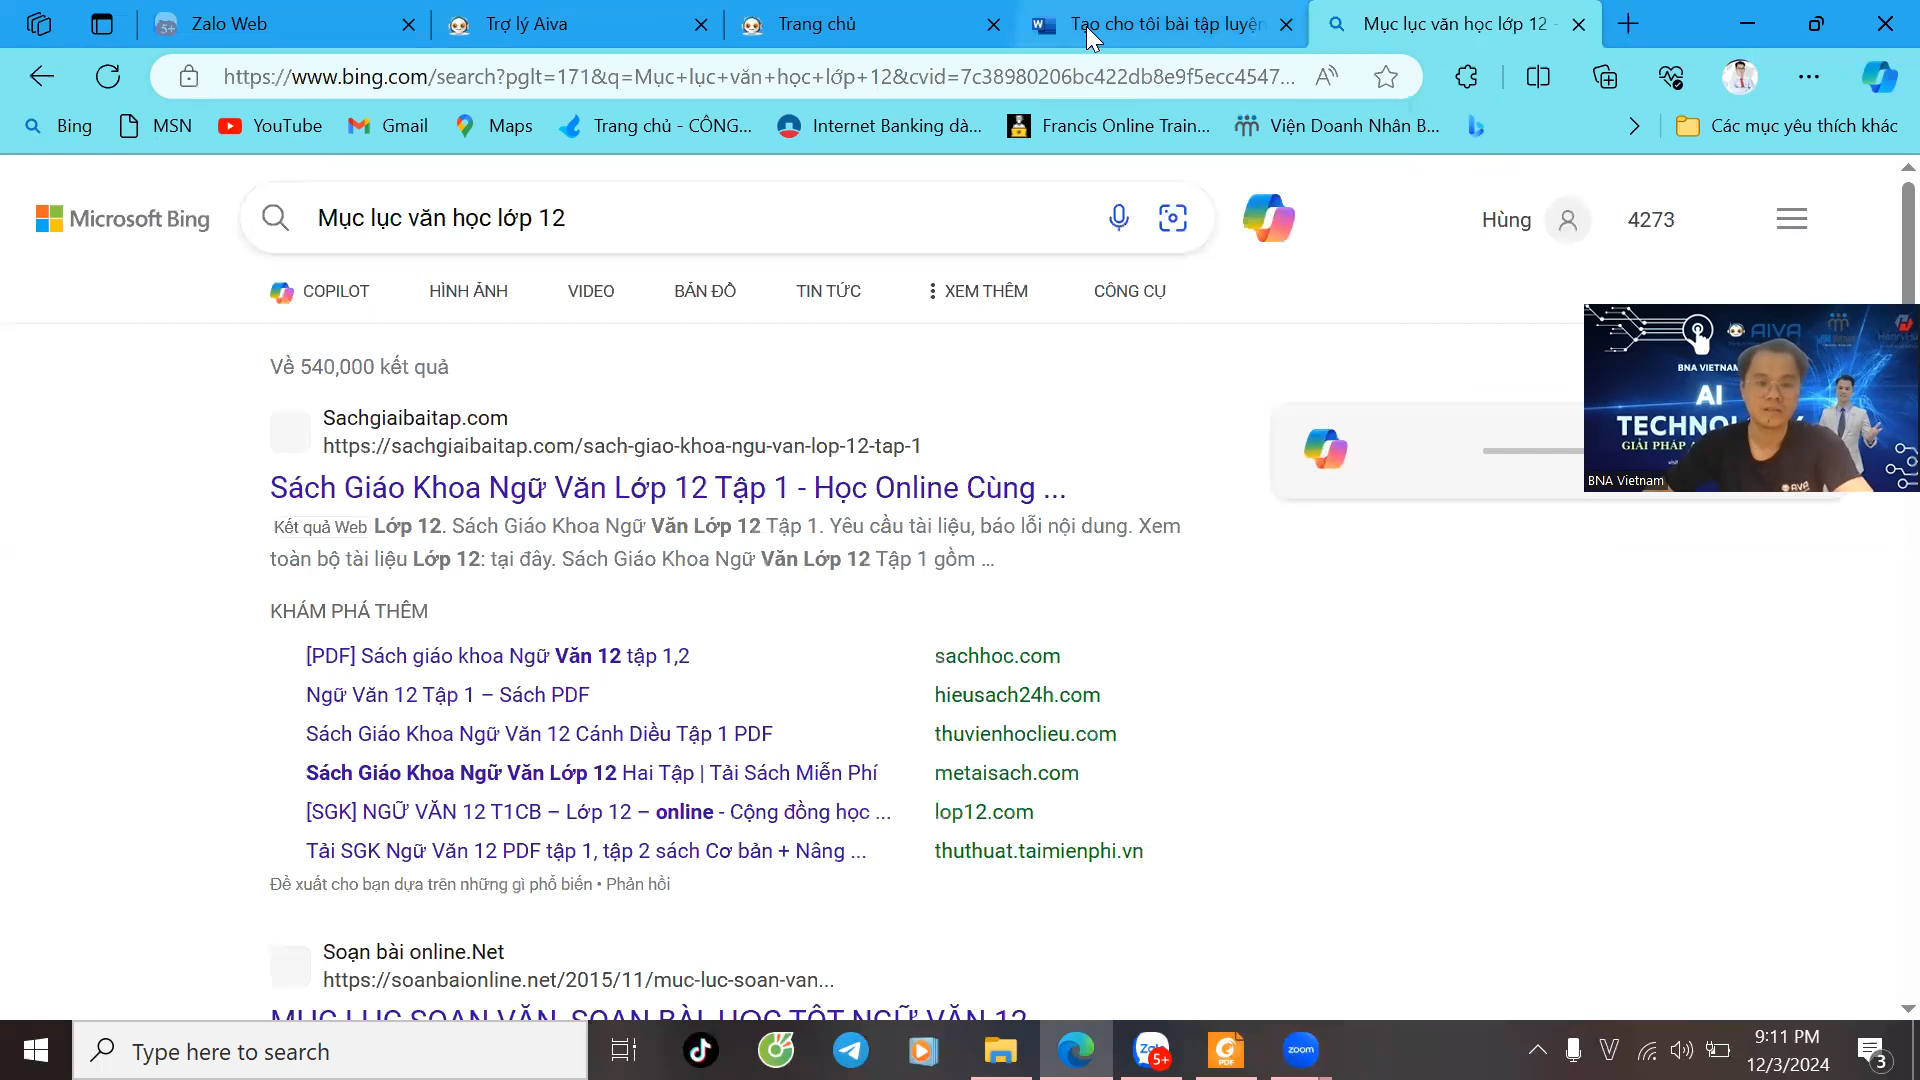 Zalo Web
Trợ lý Aiva
Trang chủ
Tạo cho tôi bài tập luyện
Mục lục văn học lớp 12 -
https://www.bing.com/search?pglt=171&q=Mục+lục+văn+học+lớp+12&cvid=7c38980206bc422db8e9f5ecc4547...
Bing
MSN
YouTube
Gmail
Maps
Trang chủ - CÔNG...
Internet Banking dà...
Francis Online Train...
Viện Doanh Nhân B...
Các mục yêu thích khác
Microsoft Bing
Mục lục văn học lớp 12
Hùng
4273
COPILOT
HÌNH ẢNH
VIDEO
BẢN ĐỒ
TIN TỨC
XEM THÊM
CÔNG CỤ
Về 540,000 kết quả
Sachgiaibaitap.com
https://sachgiaibaitap.com/sach-giao-khoa-ngu-van-lop-12-tap-1
Sách Giáo Khoa Ngữ Văn Lớp 12 Tập 1 - Học Online Cùng ...
Kết quả Web Lớp 12. Sách Giáo Khoa Ngữ Văn Lớp 12 Tập 1. Yêu cầu tài liệu, báo lỗi nội dung. Xem
toàn bộ tài liệu Lớp 12: tại đây. Sách Giáo Khoa Ngữ Văn Lớp 12 Tập 1 gồm ...
KHÁM PHÁ THÊM
[PDF] Sách giáo khoa Ngữ Văn 12 tập 1,2
sachhoc.com
Ngữ Văn 12 Tập 1 – Sách PDF
hieusach24h.com
Sách Giáo Khoa Ngữ Văn 12 Cánh Diều Tập 1 PDF
thuvienhoclieu.com
Sách Giáo Khoa Ngữ Văn Lớp 12 Hai Tập | Tải Sách Miễn Phí
metaisach.com
[SGK] NGỮ VĂN 12 T1CB – Lớp 12 – online - Cộng đồng học ...
lop12.com
Tải SGK Ngữ Văn 12 PDF tập 1, tập 2 sách Cơ bản + Nâng ...
thuthuat.taimienphi.vn
Đề xuất cho bạn dựa trên những gì phổ biến • Phản hồi
Soạn bài online.Net
https://soanbaionline.net/2015/11/muc-luc-soan-van...
MỤC LỤC SOẠN VĂN, SOẠN BÀI, HỌC TỐT NGỮ VĂN 12
AIVA
BNA VIETNAM
AI
GIẢI PHÁP
BNA Vietnam
Type here to search
5+
zoom
9:11 PM
12/3/2024
3